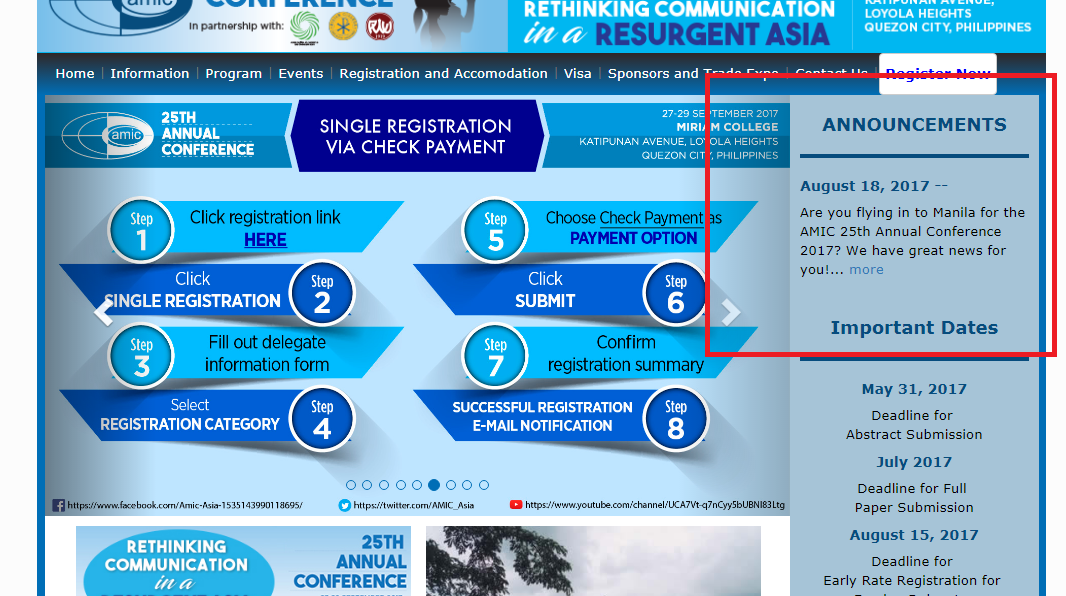 amic
CONFERENCE
in partnership with:
RETHINKING COMMUNICATION
in a RESURGENT ASIA
KATIPUNAN AVENUE,
LOYOLA HEIGHTS
QUEZON CITY, PHILIPPINES
Home | Information | Program | Events | Registration and Accomodation | Visa | Sponsors and Trade Expo | Contact Us | Register Now
amic
25TH
ANNUAL
CONFERENCE
SINGLE REGISTRATION
VIA CHECK PAYMENT
27-29 SEPTEMBER 2017
MIRIAM COLLEGE
KATIPUNAN AVENUE, LOYOLA HEIGHTS
QUEZON CITY, PHILIPPINES
Step
1
Click registration link
HERE
Click
SINGLE REGISTRATION
Step
2
Step
3
Fill out delegate
information form
Select
REGISTRATION CATEGORY
Step
4
Step
5
Choose Check Payment as
PAYMENT OPTION
Click
SUBMIT
Step
6
Step
7
Confirm
registration summary
SUCCESSFUL REGISTRATION
E-MAIL NOTIFICATION
Step
8
https://www.facebook.com/Amic-Asia-1535143990118695/
https://twitter.com/AMIC_Asia
https://www.youtube.com/channel/UCA7Vt-q7nCyy5bUBNI83Ltg
ANNOUNCEMENTS
August 18, 2017 --
Are you flying in to Manila for the
AMIC 25th Annual Conference
2017? We have great news for
you!... more
Important Dates
May 31, 2017
Deadline for
Abstract Submission
July 2017
Deadline for Full
Paper Submission
August 15, 2017
Deadline for
Early Rate Registration for
RETHINKING
COMMUNICATION
in a
25TH
ANNUAL
CONFERENCE